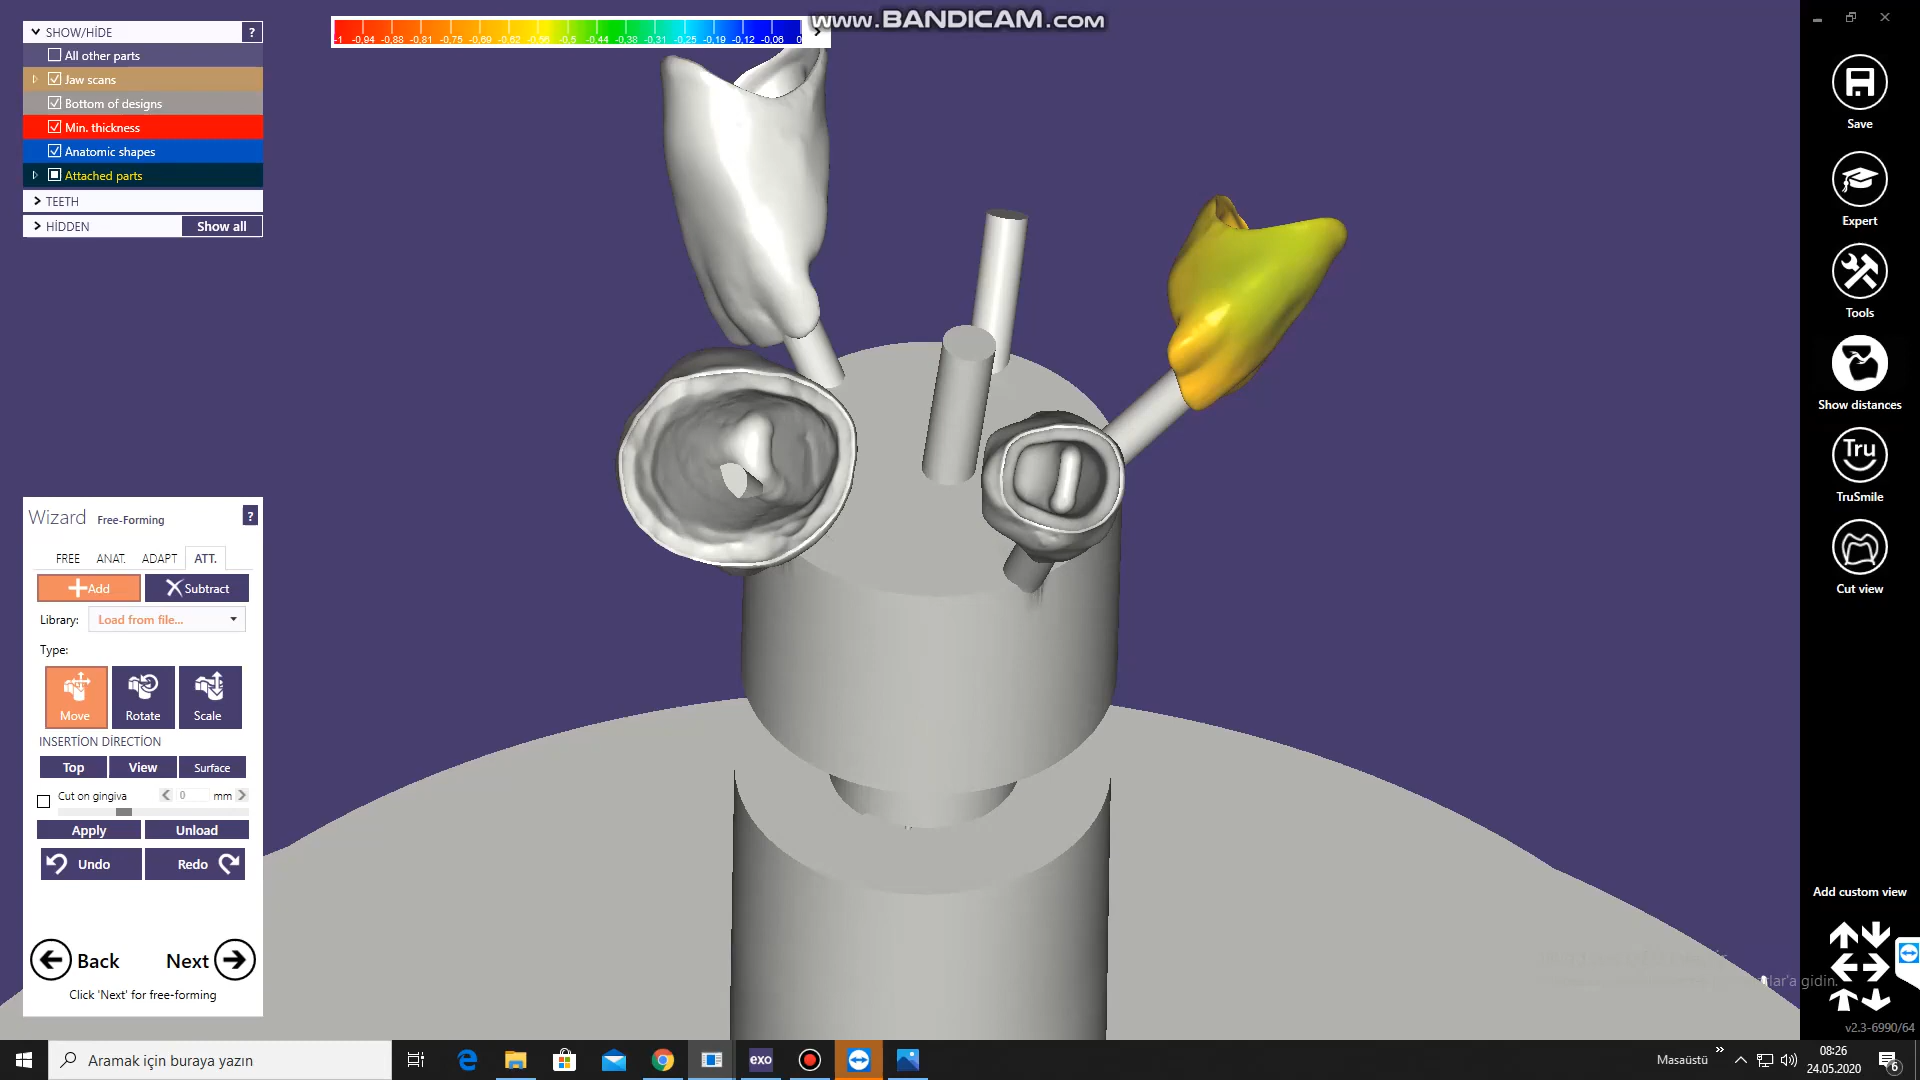 www.BANDICAM.com
SHOW/HİDE ?
All other parts
Jaw scans
Bottom of designs
Min. thickness
Anatomic shapes
Attached parts
TEETH
HİDDEN Show all
-1 -0,94 -0,88 -0,81 -0,75 -0,69 -0,62 -0,56 -0,5 -0,44 -0,38 -0,31 -0,25 -0,19 -0,12 -0,06 0
Wizard Free-Forming ?
FREE ANAT. ADAPT ATT.
Add Subtract
Library: Load from file...
Type:
Move Rotate Scale
INSERTİON DİRECTİON
Top View Surface
Cut on gingiva 0 mm
Apply Unload
Undo Redo
Back Next
Click 'Next' for free-forming
Save
Expert
Tools
Show distances
Tru
TruSmile
Cut view
Add custom view
gidin.
v2.3-6990/64
Aramak için buraya yazın
exo
Masaüstü
08:26
24.05.2020
6